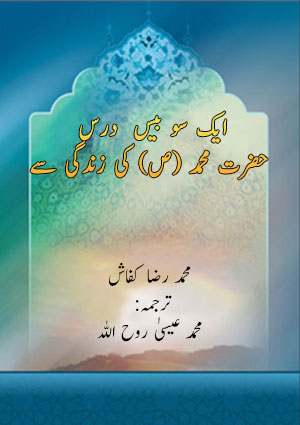 ایک سو بیس درس
حضرت محمد (ص) کی زندگی سے
محمد رضا کفاش
ترجمہ:
محمد عیسیٰ روح اللہ